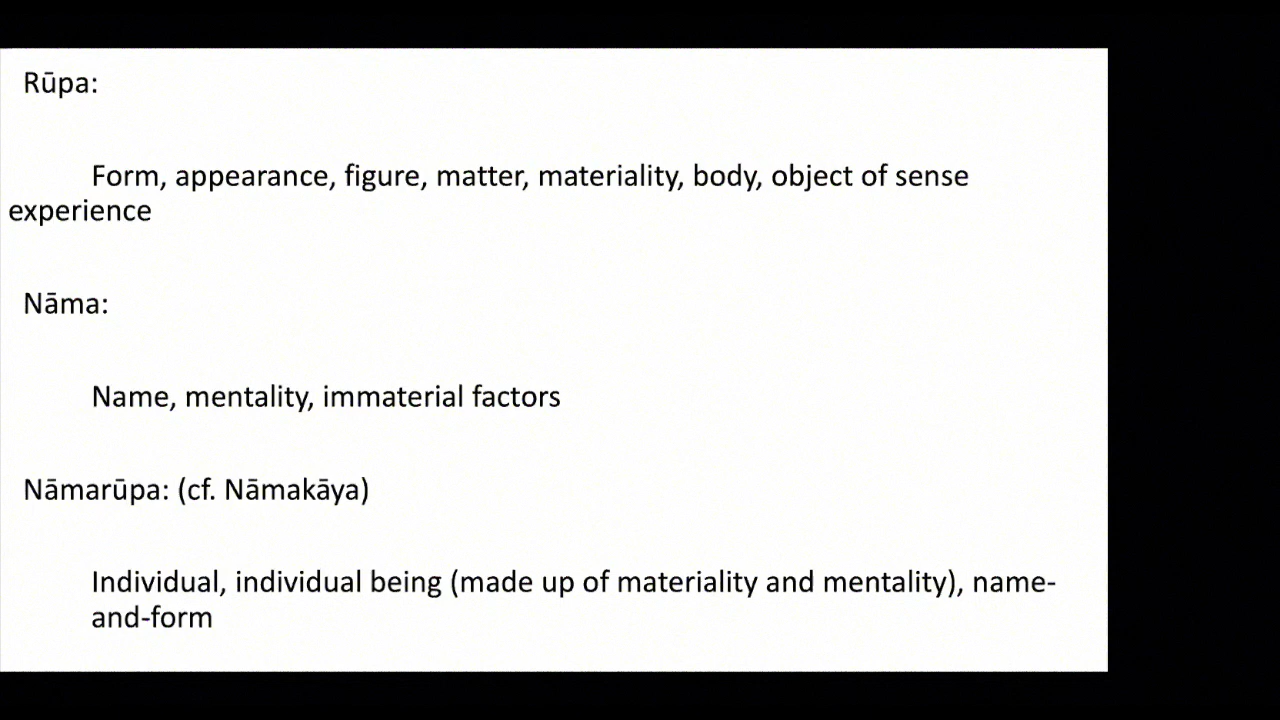 Rūpa:
Form, appearance, figure, matter, materiality, body, object of sense
experience
Nāma:
Name, mentality, immaterial factors
Nāmarūpa: (cf. Nāmakāya)
Individual, individual being (made up of materiality and mentality), name-
and-form